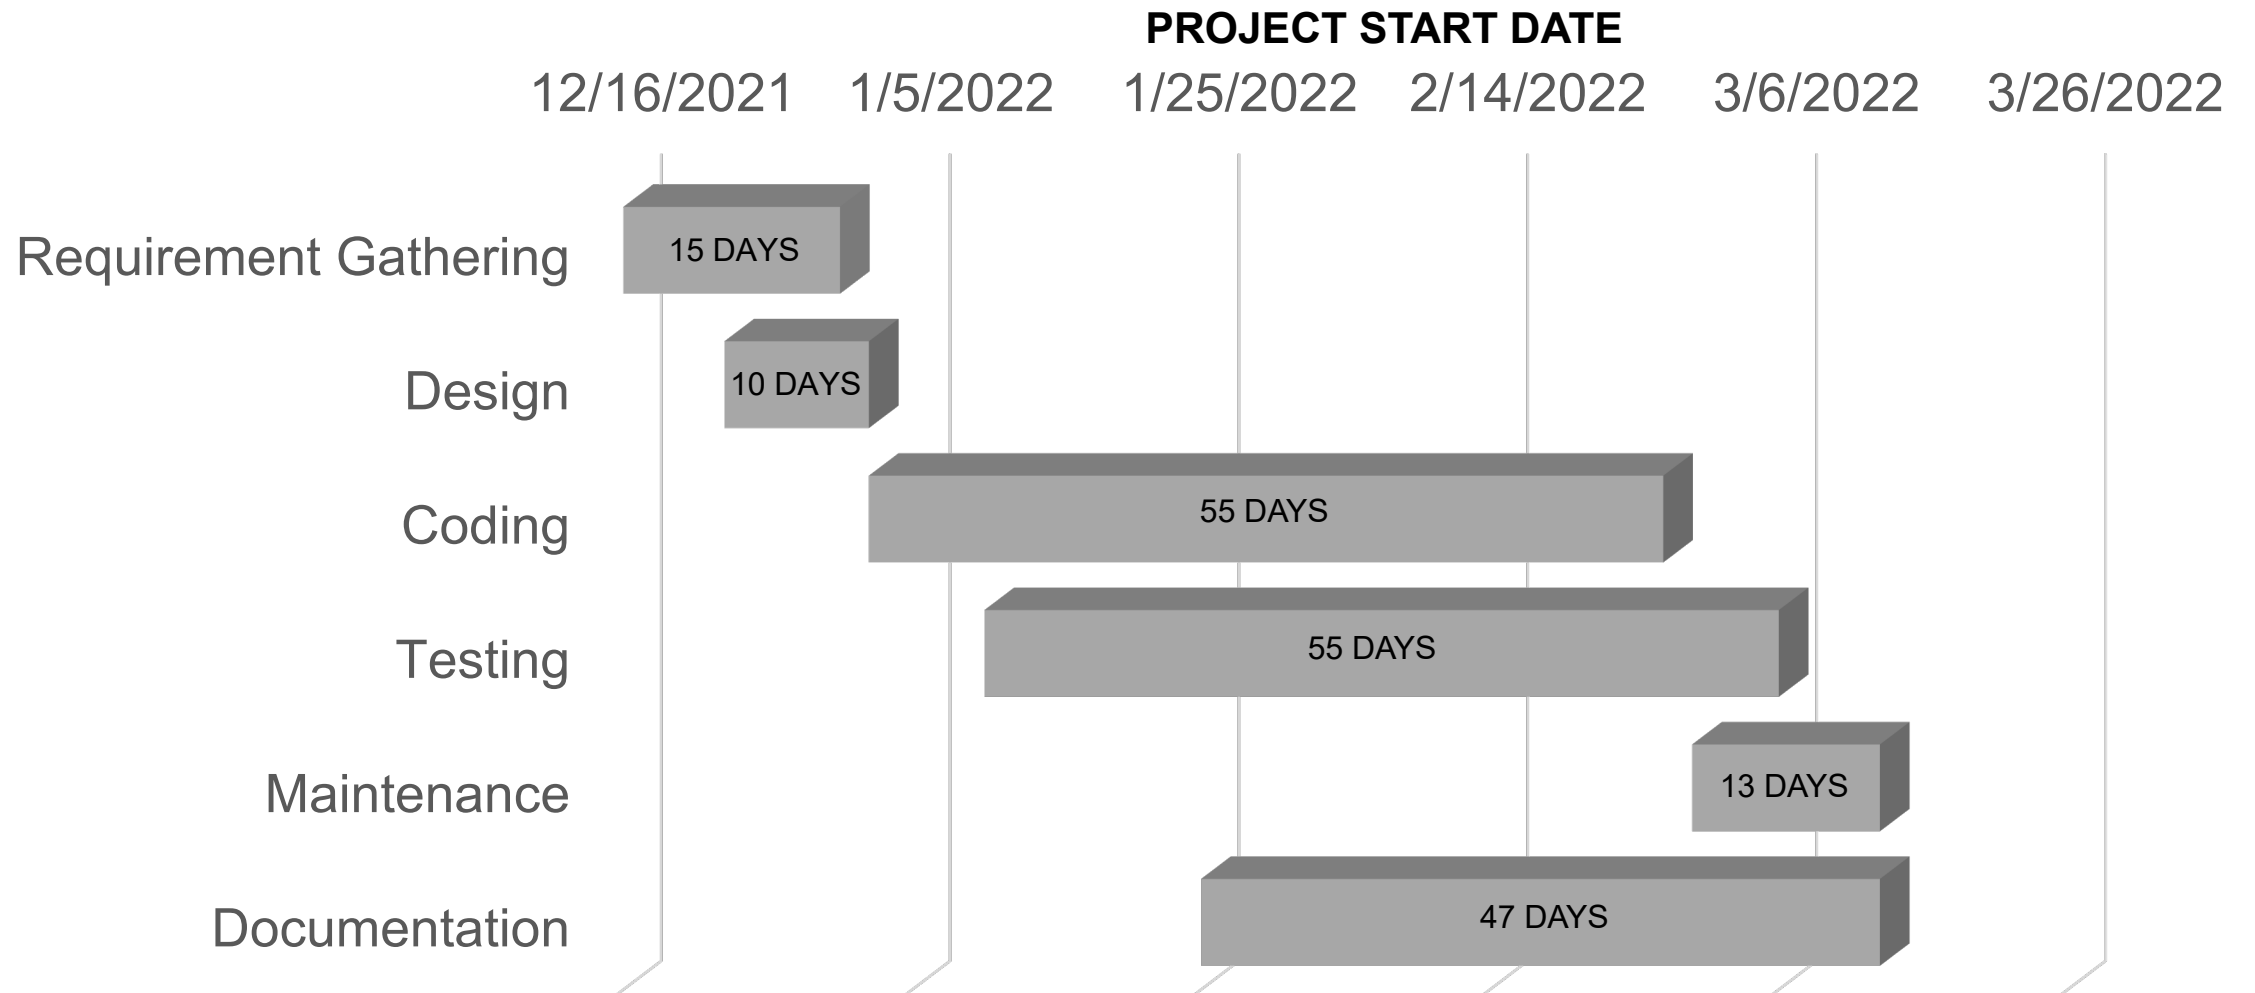 PROJECT START DATE
12/16/2021 1/5/2022 1/25/2022 2/14/2022 3/6/2022 3/26/2022
Requirement Gathering 15 DAYS
Design 10 DAYS
Coding 55 DAYS
Testing 55 DAYS
Maintenance 13 DAYS
Documentation 47 DAYS